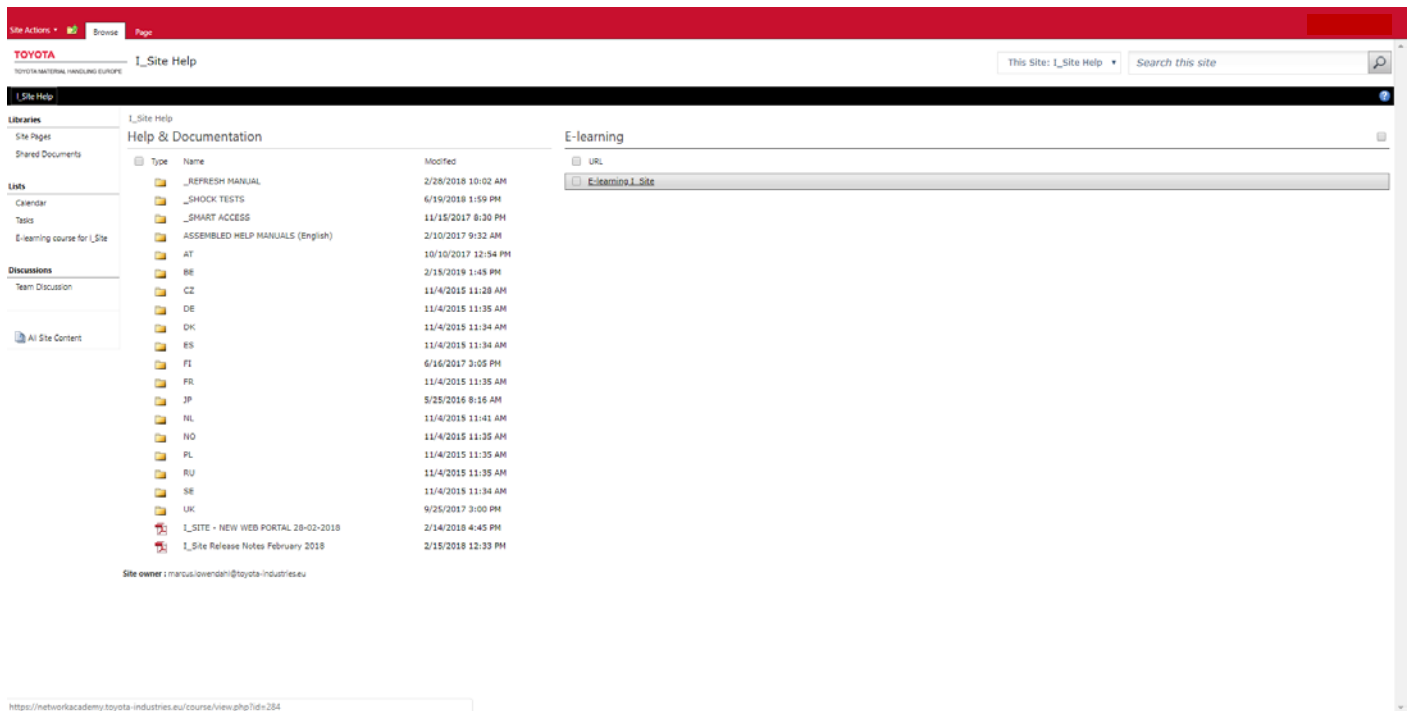 Site Actions Browse Page
TOYOTA
TOYOTA MATERIAL HANDLING EUROPE
I_Site Help
This Site: I_Site Help Search this site
I_Site Help
Libraries
Site Pages
Shared Documents
Lists
Calendar
Tasks
E-learning course for I_Site
Discussions
Team Discussion
All Site Content
I_Site Help
Help & Documentation
Type Name Modified
_REFRESH MANUAL 2/28/2018 10:02 AM
_SHOCK TESTS 6/19/2018 1:59 PM
_SMART ACCESS 11/15/2017 8:30 PM
ASSEMBLED HELP MANUALS (English) 2/10/2017 9:32 AM
AT 10/10/2017 12:54 PM
BE 2/15/2019 1:45 PM
CZ 11/4/2015 11:28 AM
DE 11/4/2015 11:35 AM
DK 11/4/2015 11:34 AM
ES 11/4/2015 11:34 AM
FI 6/16/2017 3:05 PM
FR 11/4/2015 11:35 AM
JP 5/25/2016 8:16 AM
NL 11/4/2015 11:41 AM
NO 11/4/2015 11:35 AM
PL 11/4/2015 11:35 AM
RU 11/4/2015 11:35 AM
SE 11/4/2015 11:34 AM
UK 9/25/2017 3:00 PM
I_SITE - NEW WEB PORTAL 28-02-2018 2/14/2018 4:45 PM
I_Site Release Notes February 2018 2/15/2018 12:33 PM
Site owner : marcus.lowendahl@toyota-industries.eu
E-learning
URL
E-learning I_Site
https://networkacademy.toyota-industries.eu/course/view.php?id=284